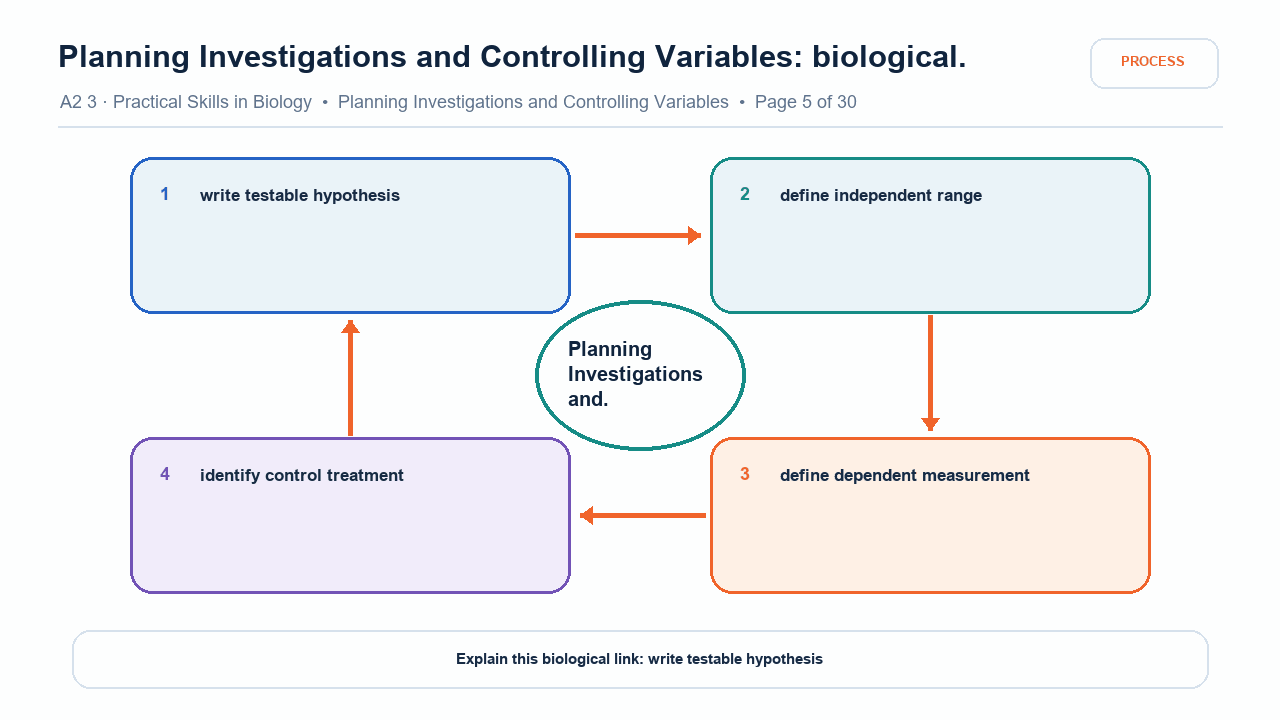 Planning Investigations and Controlling Variables: biological.
PROCESS
A2 3 · Practical Skills in Biology • Planning Investigations and Controlling Variables • Page 5 of 30
1 write testable hypothesis
2 define independent range
Planning
Investigations
and.
4 identify control treatment
3 define dependent measurement
Explain this biological link: write testable hypothesis